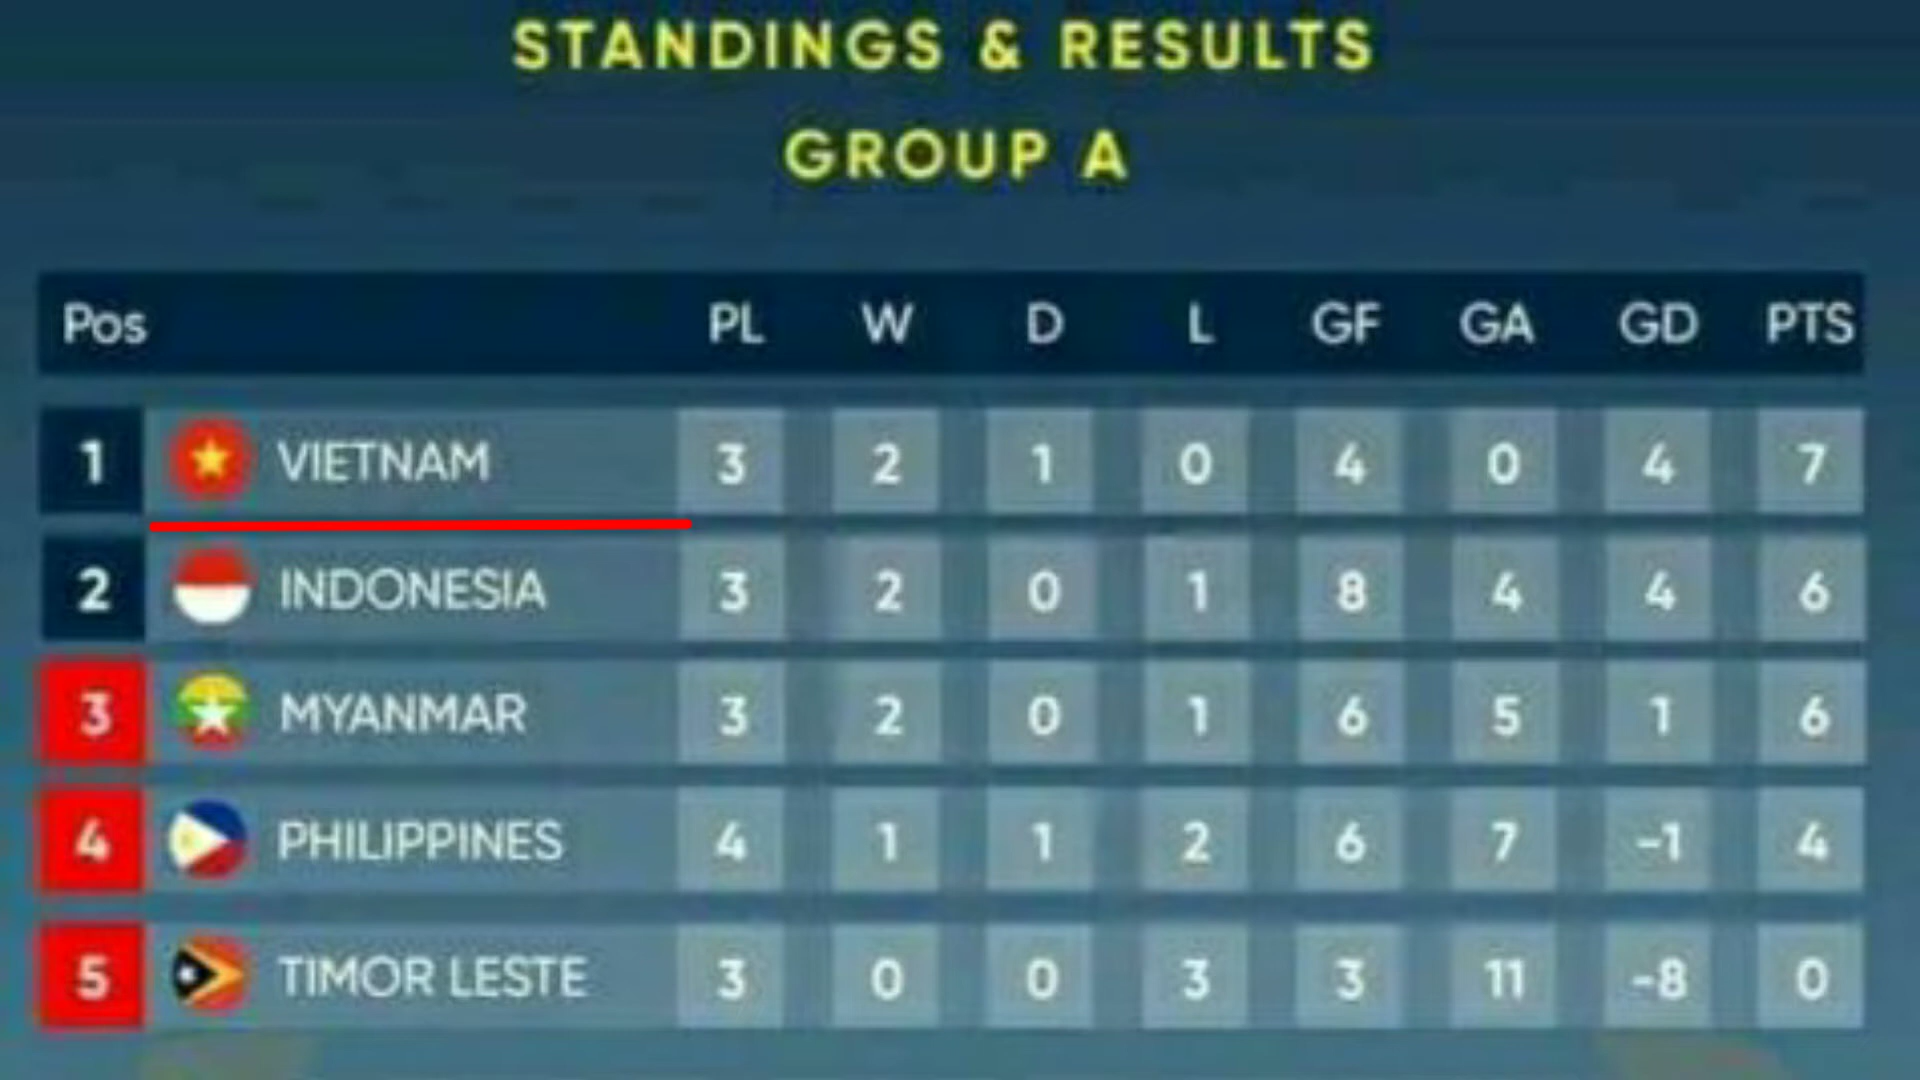 STANDINGS & RESULTS
GROUP A
Pos PL W D L GF GA GD PTS
1 VIETNAM 3 2 1 0 4 0 4 7
2 INDONESIA 3 2 0 1 8 4 4 6
3 MYANMAR 3 2 0 1 6 5 1 6
4 PHILIPPINES 4 1 1 2 6 7 -1 4
5 TIMOR LESTE 3 0 0 3 3 11 -8 0